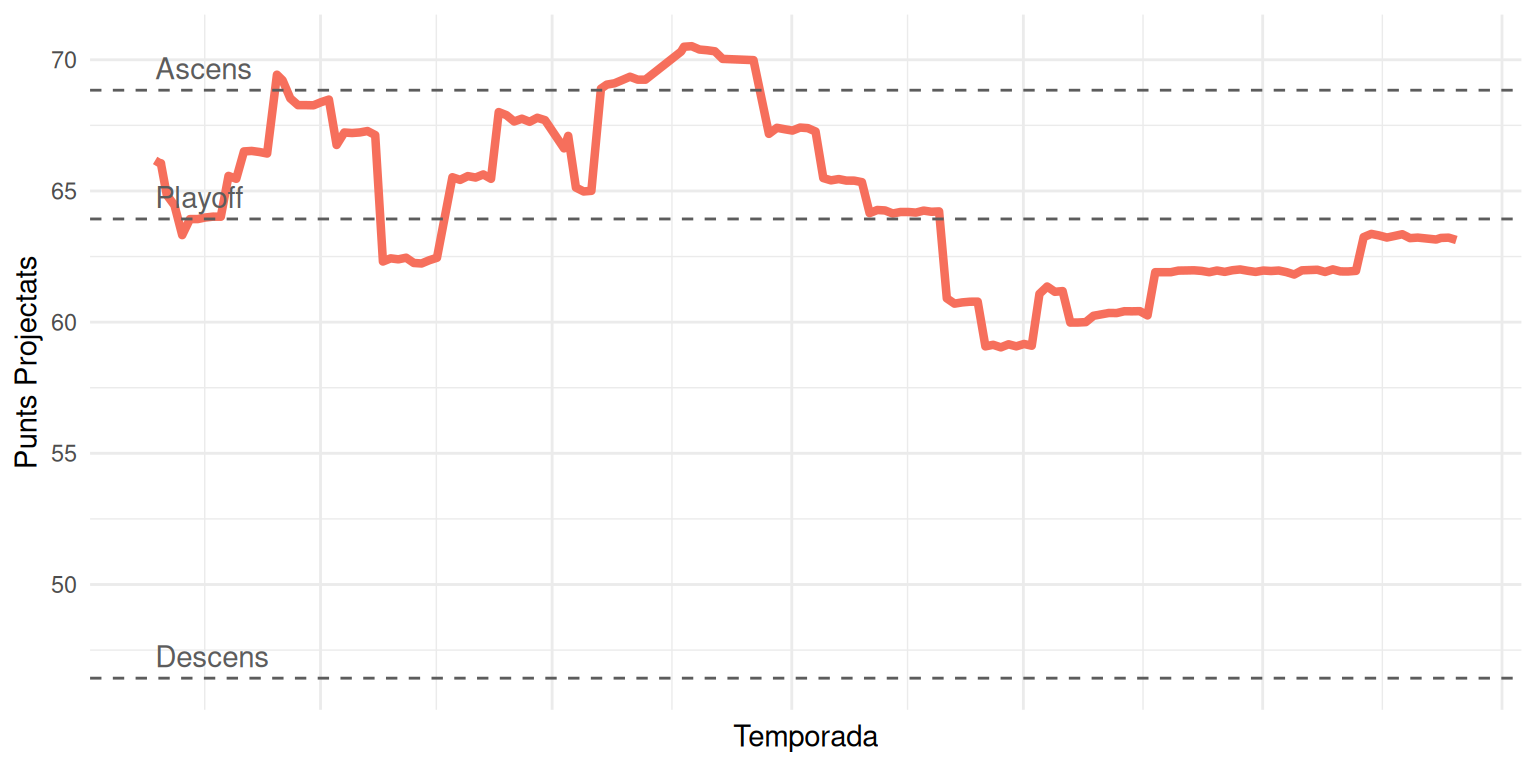 70
Ascens
65
Playoff
60
55
50
Descens
Punts Projectats
Temporada